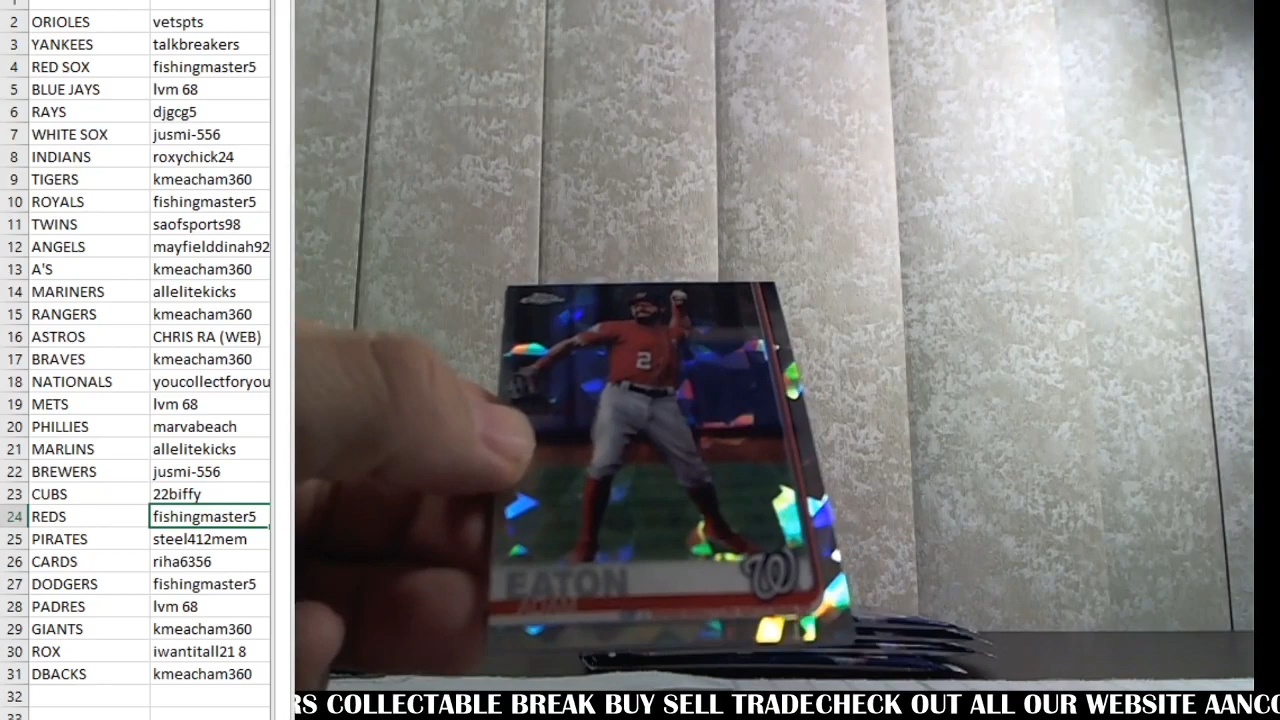 2 ORIOLES vetspts
3 YANKEES talkbreakers
4 RED SOX fishingmaster5
5 BLUE JAYS lvm 68
6 RAYS djgcg5
7 WHITE SOX jusmi-556
8 INDIANS roxychick24
9 TIGERS kmeacham360
10 ROYALS fishingmaster5
11 TWINS saofsports98
12 ANGELS mayfielddinah92
13 A'S kmeacham360
14 MARINERS allelitekicks
15 RANGERS kmeacham360
16 ASTROS CHRIS RA (WEB)
17 BRAVES kmeacham360
18 NATIONALS youcollectforyou
19 METS lvm 68
20 PHILLIES marvabeach
21 MARLINS allelitekicks
22 BREWERS jusmi-556
23 CUBS 22biffy
24 REDS fishingmaster5
25 PIRATES steel412mem
26 CARDS riha6356
27 DODGERS fishingmaster5
28 PADRES lvm 68
29 GIANTS kmeacham360
30 ROX iwantitall21 8
31 DBACKS kmeacham360
32
33
2
EATON
ADAM
W
RS COLLECTABLE BREAK BUY SELL TRADECHECK OUT ALL OUR WEBSITE AANCO